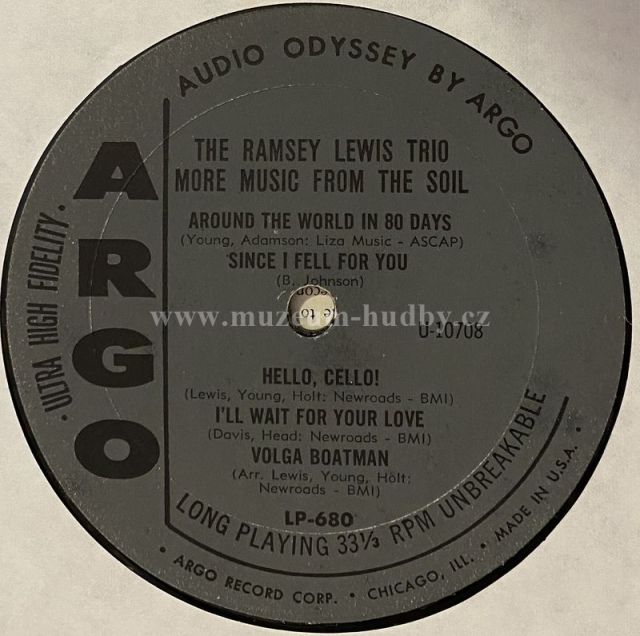 AUDIO ODYSSEY BY ARGO
ARGO
· ULTRA HIGH FIDELITY ·
THE RAMSEY LEWIS TRIO
MORE MUSIC FROM THE SOIL
AROUND THE WORLD IN 80 DAYS
(Young, Adamson: Liza Music - ASCAP)
SINCE I FELL FOR YOU
(B. Johnson)
www.muzeum-hudby.cz
U-10708
HELLO, CELLO!
(Lewis, Young, Holt: Newroads - BMI)
I'LL WAIT FOR YOUR LOVE
(Davis, Head: Newroads - BMI)
VOLGA BOATMAN
(Arr. Lewis, Young, Holt:
Newroads - BMI)
LP-680
LONG PLAYING 33⅓ RPM UNBREAKABLE
• ARGO RECORD CORP. • CHICAGO, ILL. • MADE IN U.S.A. •